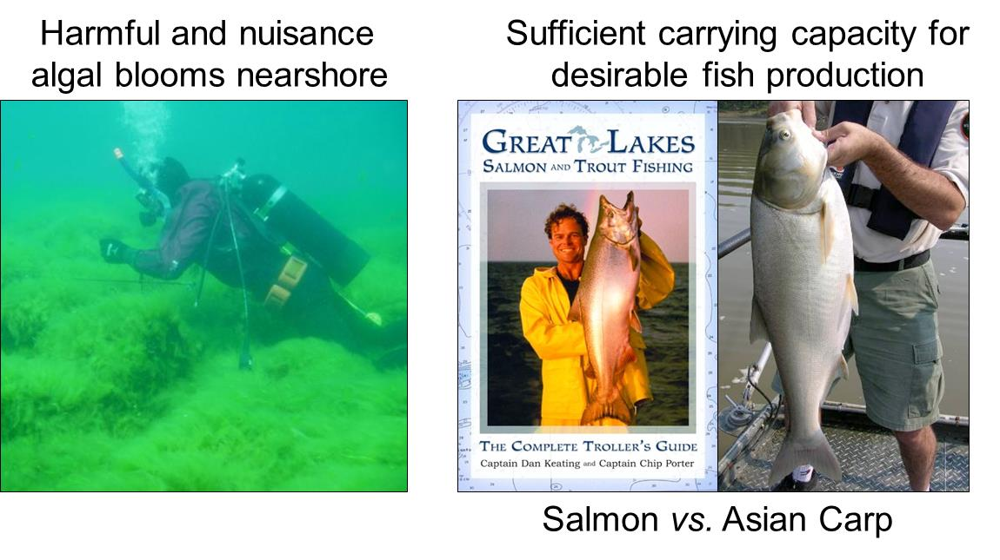 Harmful and nuisance
algal blooms nearshore
Sufficient carrying capacity for
desirable fish production
GREAT LAKES
SALMON AND TROUT FISHING
THE COMPLETE TROLLER'S GUIDE
Captain Dan Keating and Captain Chip Porter
Salmon vs. Asian Carp